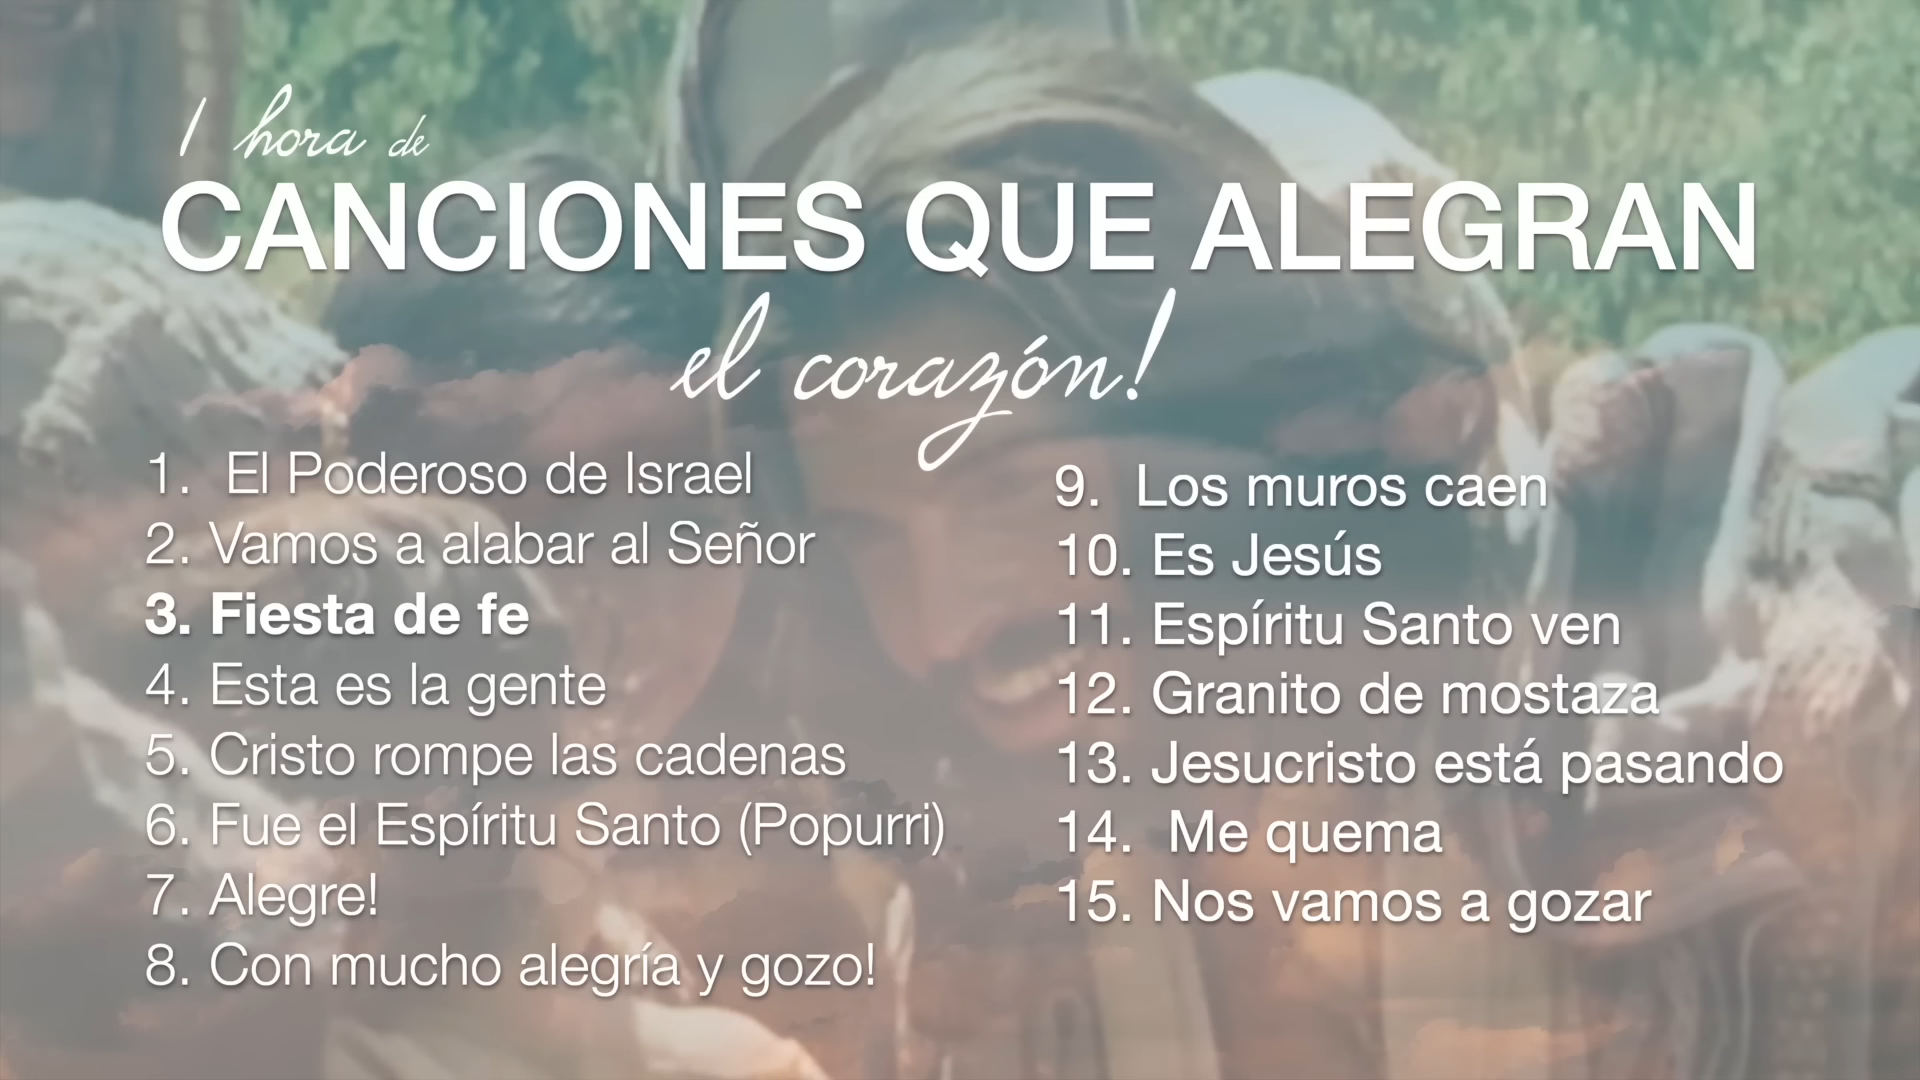 1 hora de
CANCIONES QUE ALEGRAN
el corazón!
1. El Poderoso de Israel
2. Vamos a alabar al Señor
3. Fiesta de fe
4. Esta es la gente
5. Cristo rompe las cadenas
6. Fue el Espíritu Santo (Popurri)
7. Alegre!
8. Con mucho alegría y gozo!
9. Los muros caen
10. Es Jesús
11. Espíritu Santo ven
12. Granito de mostaza
13. Jesucristo está pasando
14. Me quema
15. Nos vamos a gozar